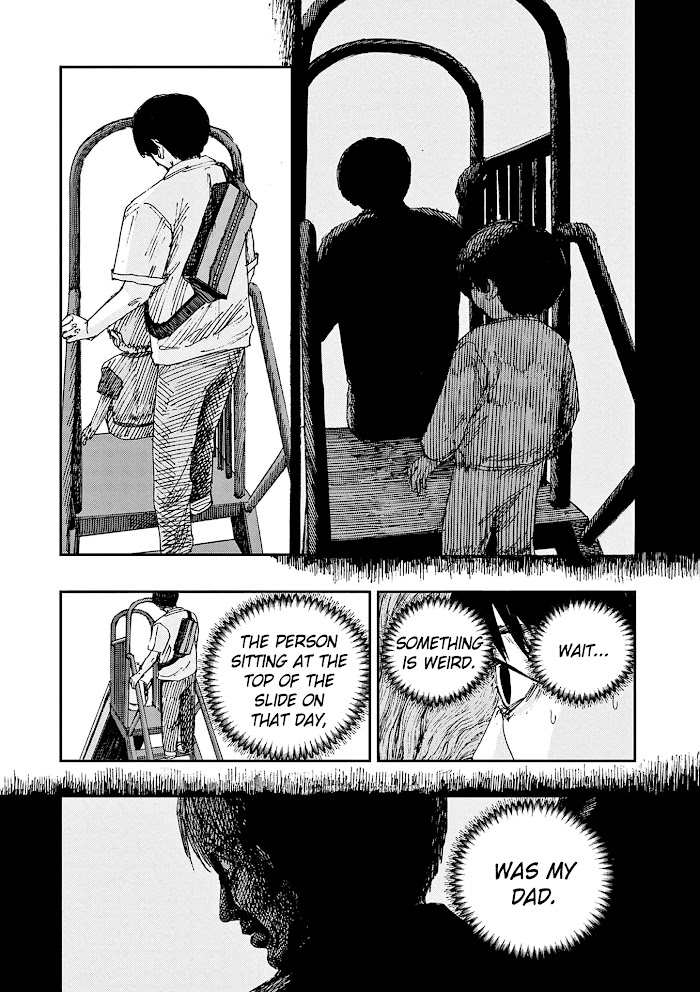 WAIT...
SOMETHING
IS WEIRD.
THE PERSON
SITTING AT THE
TOP OF THE
SLIDE ON
THAT DAY,
WAS MY
DAD.